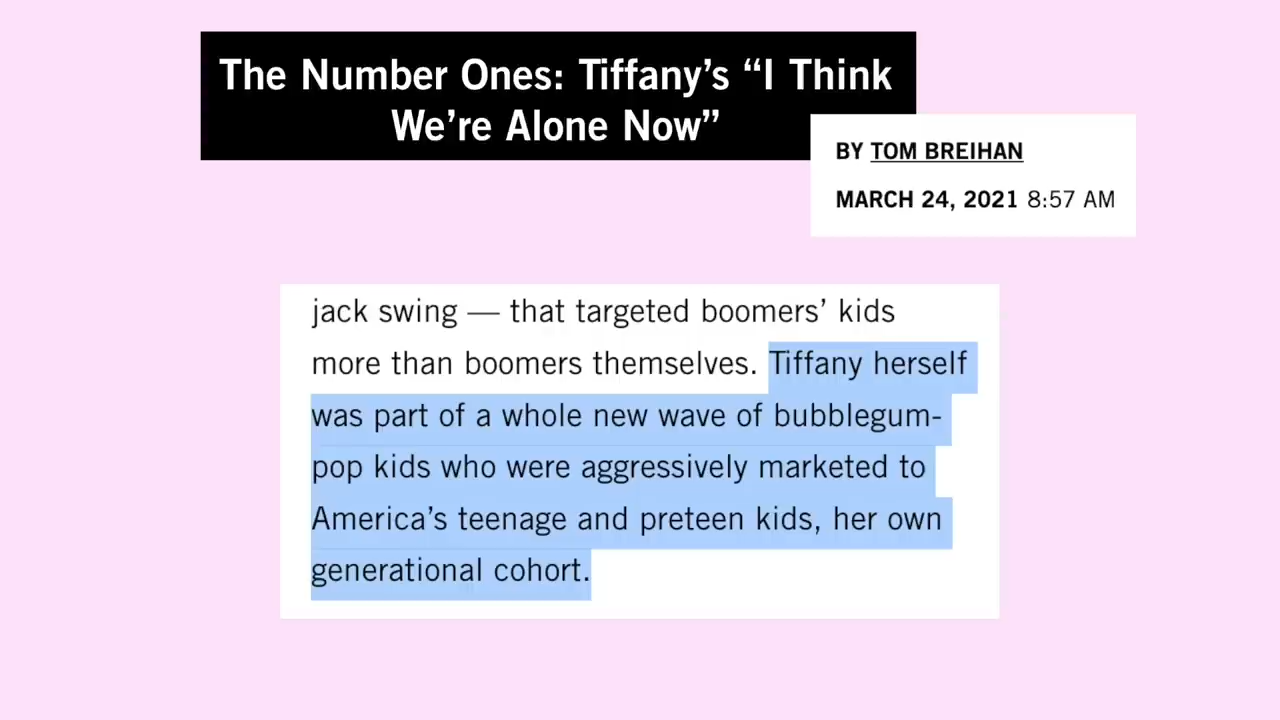 The Number Ones: Tiffany’s “I Think
We’re Alone Now”
BY TOM BREIHAN
MARCH 24, 2021 8:57 AM
jack swing — that targeted boomers’ kids
more than boomers themselves. Tiffany herself
was part of a whole new wave of bubblegum-
pop kids who were aggressively marketed to
America’s teenage and preteen kids, her own
generational cohort.